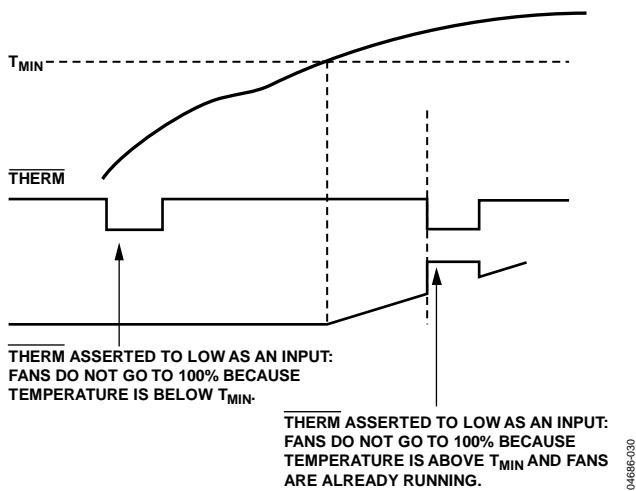 TMIN
THERM
THERM ASSERTED TO LOW AS AN INPUT:
FANS DO NOT GO TO 100% BECAUSE
TEMPERATURE IS BELOW TMIN.
THERM ASSERTED TO LOW AS AN INPUT:
FANS DO NOT GO TO 100% BECAUSE
TEMPERATURE IS ABOVE TMIN AND FANS
ARE ALREADY RUNNING.
04686-030